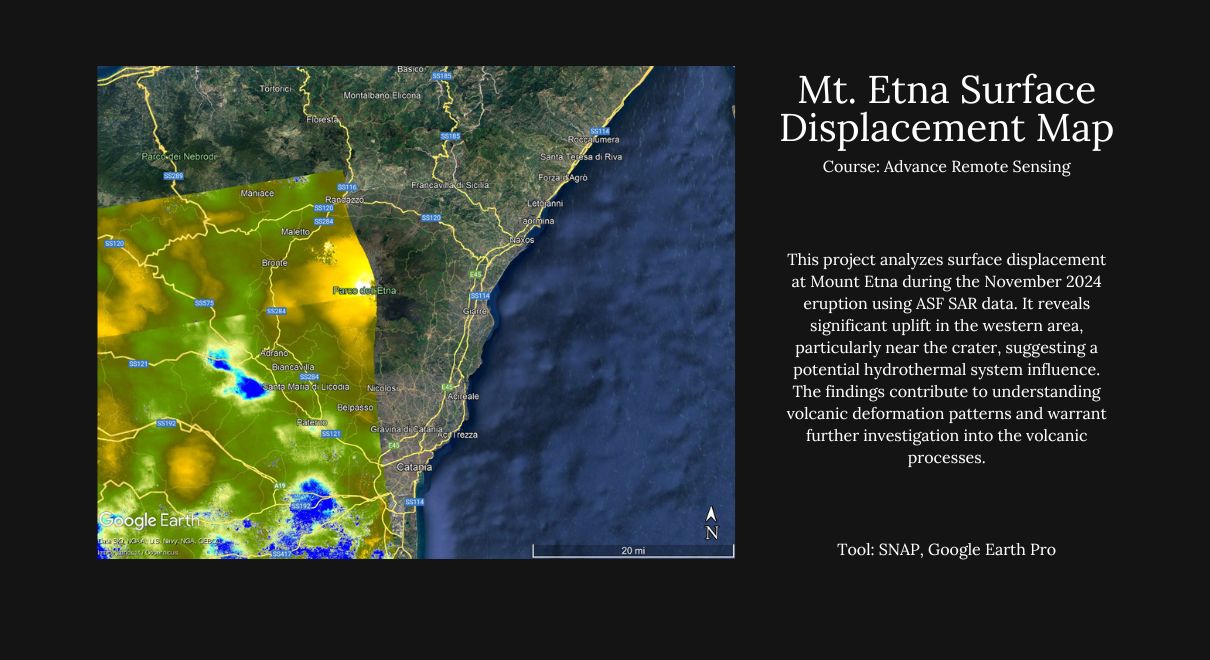 Mt. Etna Surface
Displacement Map
Course: Advance Remote Sensing
This project analyzes surface displacement
at Mount Etna during the November 2024
eruption using ASF SAR data. It reveals
significant uplift in the western area,
particularly near the crater, suggesting a
potential hydrothermal system influence.
The findings contribute to understanding
volcanic deformation patterns and warrant
further investigation into the volcanic
processes.
Tool: SNAP, Google Earth Pro
Basico
SS185
Tortorici
Montalbano Elicona
Floresta
SS114
SS185
Roccalumera
Parco dei Nebrodi
Santa Teresa di Riva
SS289
Forza d'Agrò
Francavilla di Sicilia
SS116
Maniace
Randazzo
Letojanni
SS120
SS120
SS284
Taormina
Maletto
Naxos
SS120
Bronte
E45
Parco dell'Etna
SS114
SS575
SS284
Giarre
Adrano
SS121
Biancavilla
SS284
Santa Maria di Licodia
Nicolosi
E45
Acireale
Belpasso
SS192
Paternò
Gravina di Catania
SS121
Aci Trezza
E45
Catania
A19
SS192
SS114
Google Earth
SS417
N
20 mi